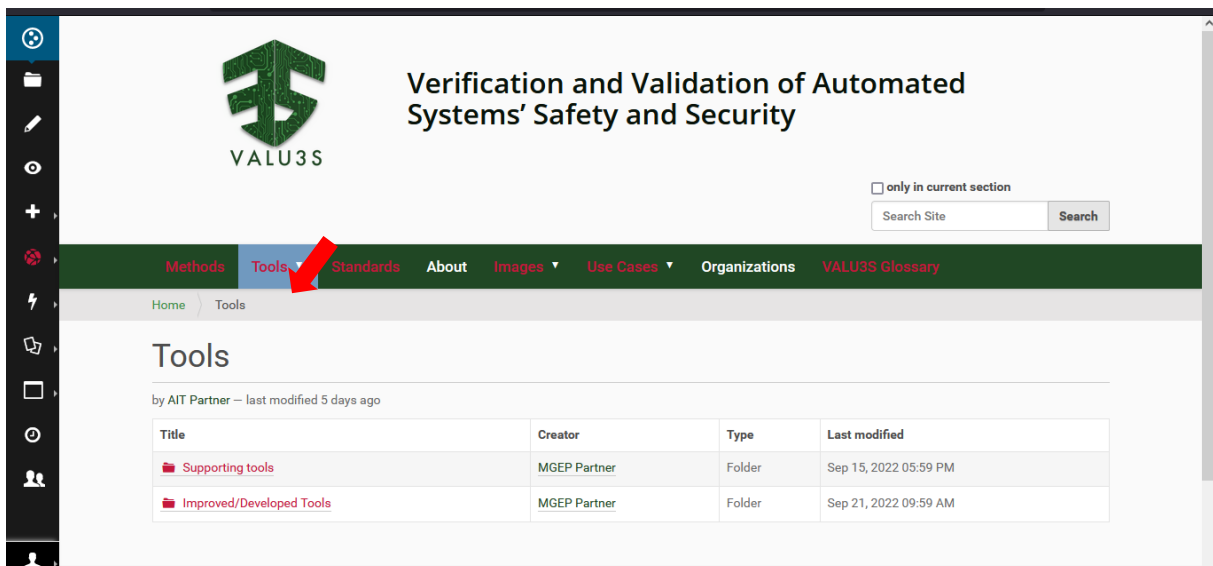 VALU3S
Verification and Validation of Automated
Systems' Safety and Security
only in current section
Search Site Search
Methods Tools Standards About Images Use Cases Organizations VALU3S Glossary
Home Tools
Tools
by AIT Partner — last modified 5 days ago
Title Creator Type Last modified
Supporting tools MGEP Partner Folder Sep 15, 2022 05:59 PM
Improved/Developed Tools MGEP Partner Folder Sep 21, 2022 09:59 AM